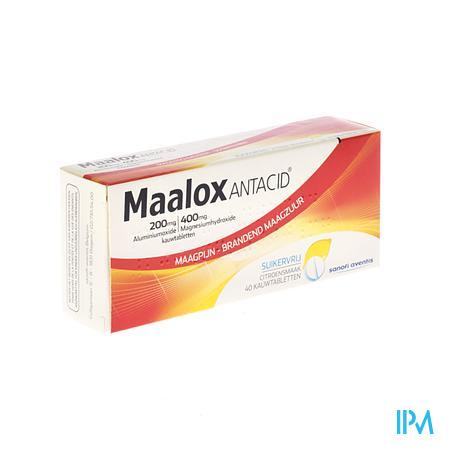 Maalox ANTACID®
200mg | 400mg
Aluminiumoxide | Magnesiumhydroxide
kauwtabletten
MAAGPIJN - BRANDEND MAAGZUUR
SUIKERVRIJ
CITROENSMAAK
40 KAUWTABLETTEN
sanofi aventis
IPM